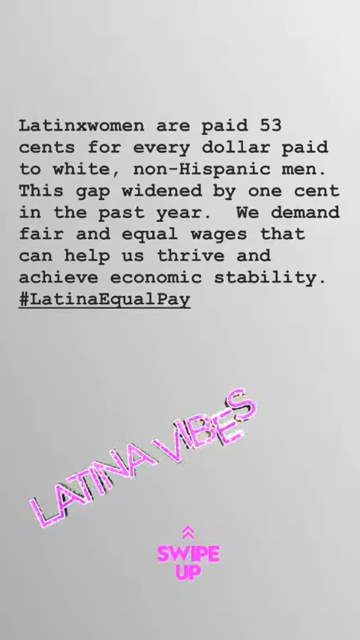 Latinxwomen are paid 53
cents for every dollar paid
to white, non-Hispanic men.
This gap widened by one cent
in the past year.  We demand
fair and equal wages that
can help us thrive and
achieve economic stability.
#LatinaEqualPay
LATINA VIBES
SWIPE
UP